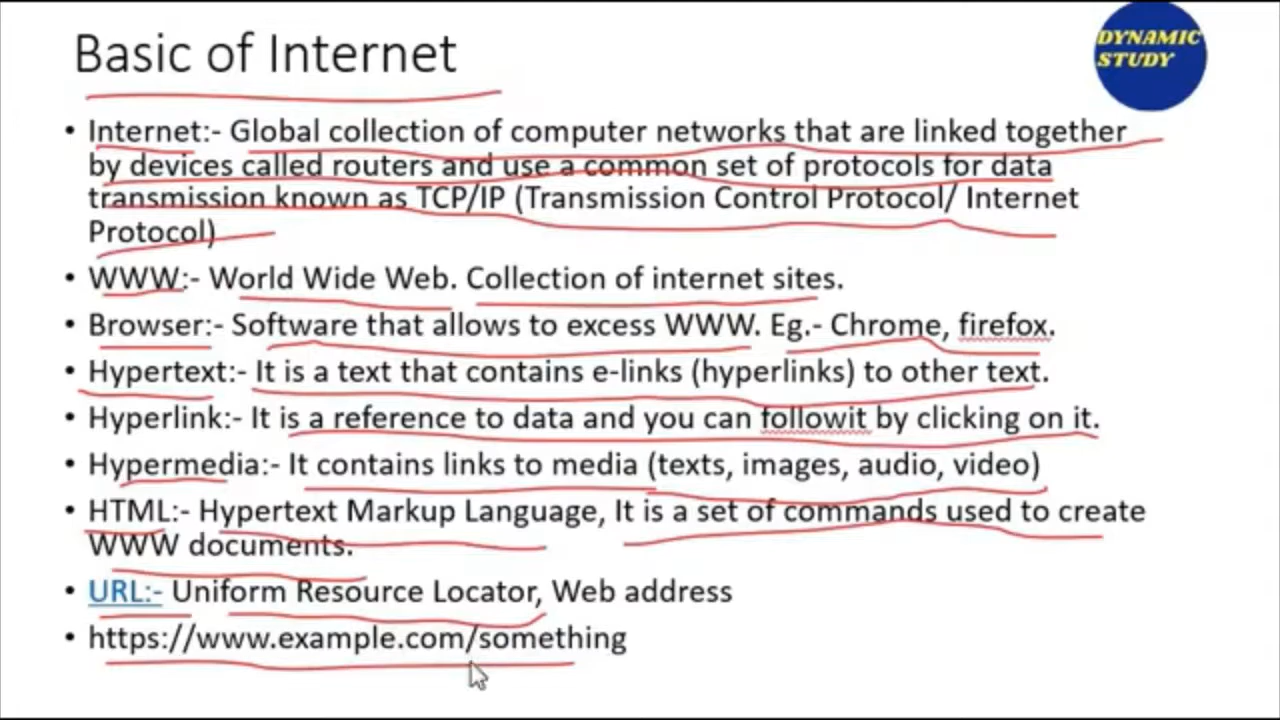 Basic of Internet
DYNAMIC
STUDY
• Internet:- Global collection of computer networks that are linked together
by devices called routers and use a common set of protocols for data
transmission known as TCP/IP (Transmission Control Protocol/ Internet
Protocol)
• WWW:- World Wide Web. Collection of internet sites.
• Browser:- Software that allows to excess WWW. Eg.- Chrome, firefox.
• Hypertext:- It is a text that contains e-links (hyperlinks) to other text.
• Hyperlink:- It is a reference to data and you can followit by clicking on it.
• Hypermedia:- It contains links to media (texts, images, audio, video)
• HTML:- Hypertext Markup Language, It is a set of commands used to create
WWW documents.
• URL:- Uniform Resource Locator, Web address
• https://www.example.com/something